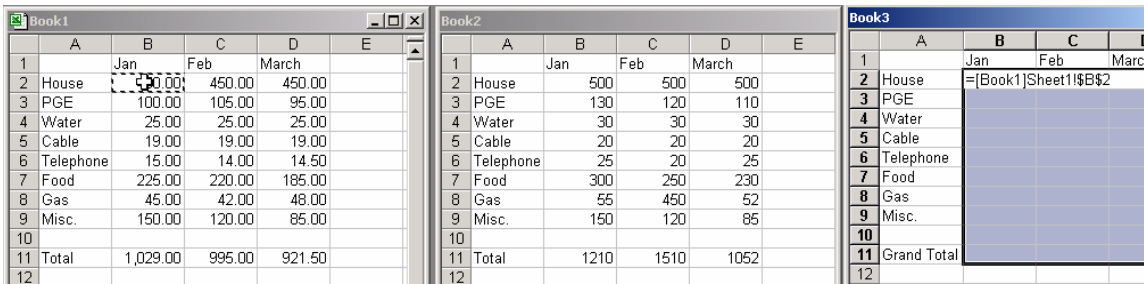 Book1
A B C D E
1 Jan Feb March
2 House 450.00 450.00
3 PGE 100.00 105.00 95.00
4 Water 25.00 25.00 25.00
5 Cable 19.00 19.00 19.00
6 Telephone 15.00 14.00 14.50
7 Food 225.00 220.00 185.00
8 Gas 45.00 42.00 48.00
9 Misc. 150.00 120.00 85.00
10
11 Total 1,029.00 995.00 921.50
12
Book2
A B C D E
1 Jan Feb March
2 House 500 500 500
3 PGE 130 120 110
4 Water 30 30 30
5 Cable 20 20 20
6 Telephone 25 20 25
7 Food 300 250 230
8 Gas 55 450 52
9 Misc. 150 120 85
10
11 Total 1210 1510 1052
12
Book3
A B C
1 Jan Feb Marc
2 House =[Book1]Sheet1!$B$2
3 PGE
4 Water
5 Cable
6 Telephone
7 Food
8 Gas
9 Misc.
10
11 Grand Total
12